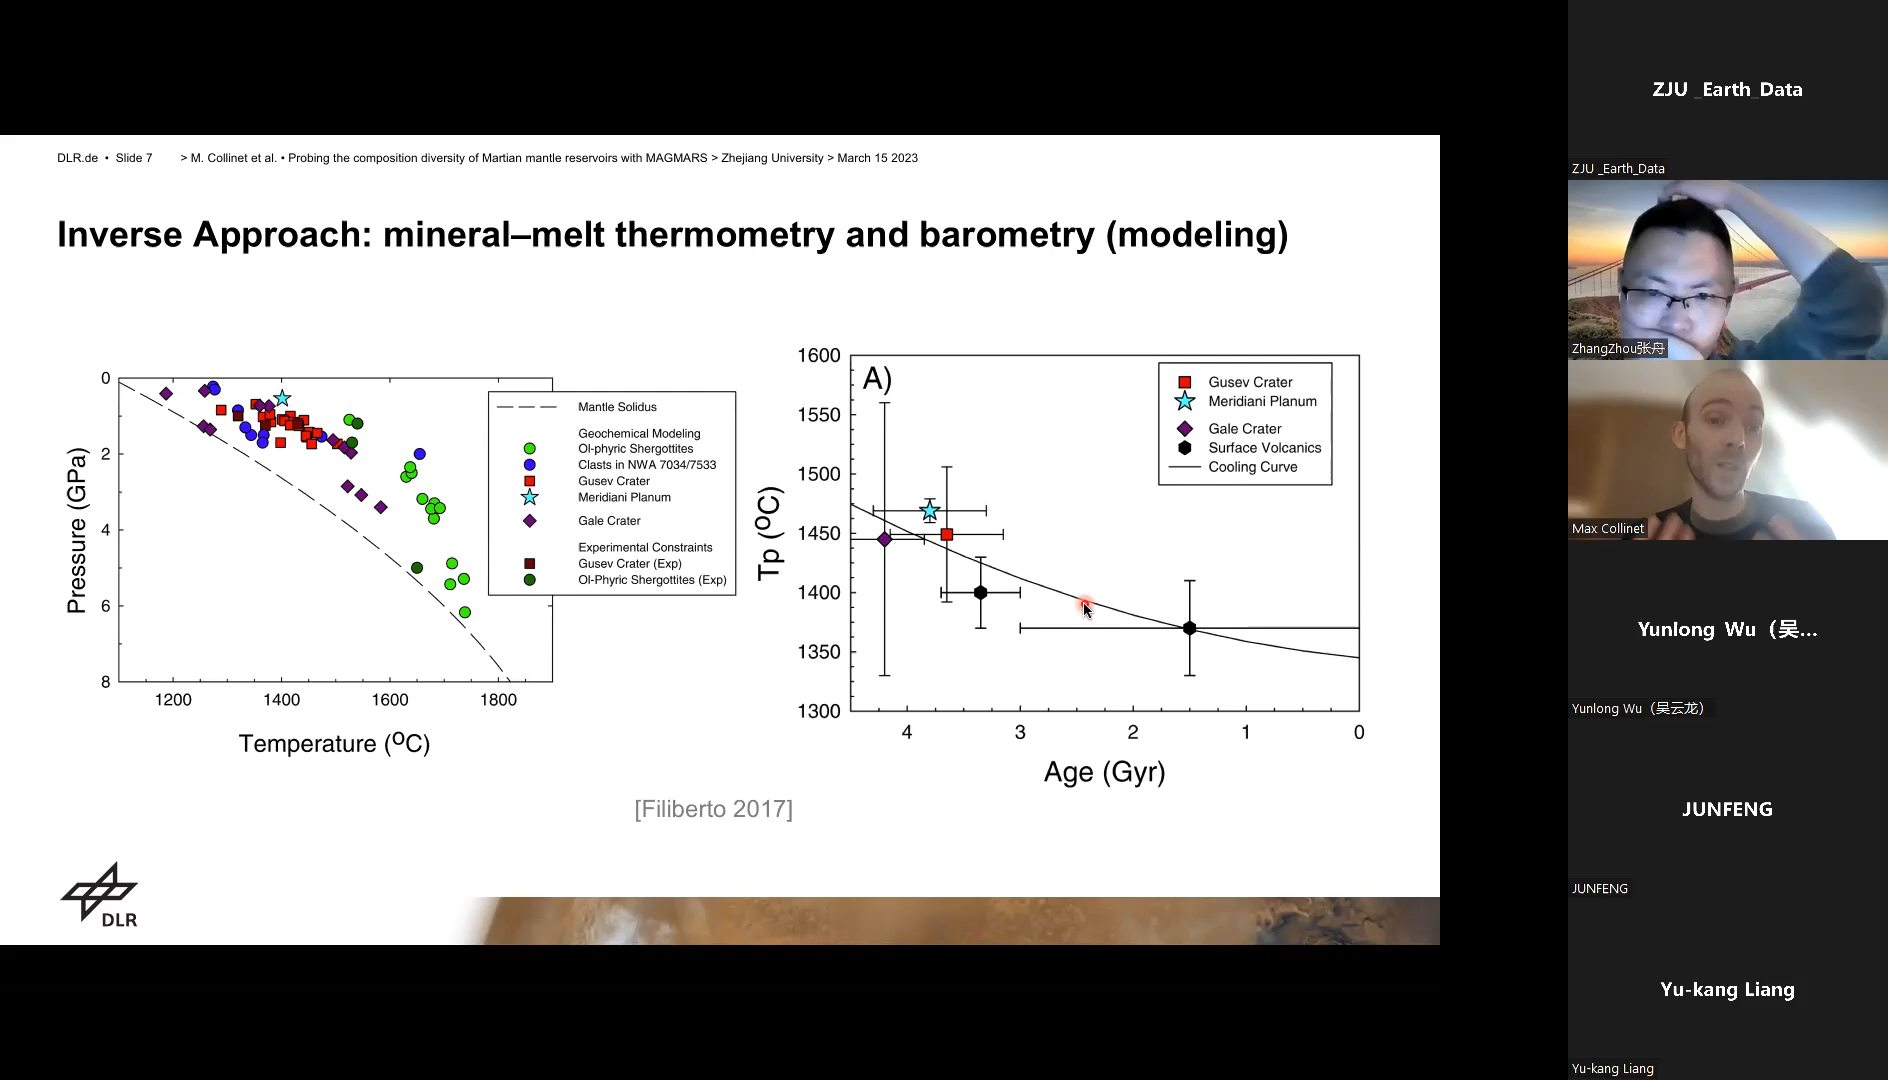 DLR.de • Slide 7 > M. Collinet et al. • Probing the composition diversity of Martian mantle reservoirs with MAGMARS > Zhejiang University > March 15 2023
Inverse Approach: mineral–melt thermometry and barometry (modeling)
0
2
4
6
8
Pressure (GPa)
1200
1400
1600
1800
Temperature (ºC)
Mantle Solidus
Geochemical Modeling
Ol-phyric Shergottites
Clasts in NWA 7034/7533
Gusev Crater
Meridiani Planum
Gale Crater
Experimental Constraints
Gusev Crater (Exp)
Ol-Phyric Shergottites (Exp)
A)
1600
1550
1500
1450
1400
1350
1300
Tp (ºC)
4
3
2
1
0
Age (Gyr)
Gusev Crater
Meridiani Planum
Gale Crater
Surface Volcanics
Cooling Curve
[Filiberto 2017]
DLR
ZJU _Earth_Data
ZJU _Earth_Data
ZhangZhou张舟
Max Collinet
Yunlong Wu（吴...
Yunlong Wu（吴云龙）
JUNFENG
JUNFENG
Yu-kang Liang
Yu-kang Liang